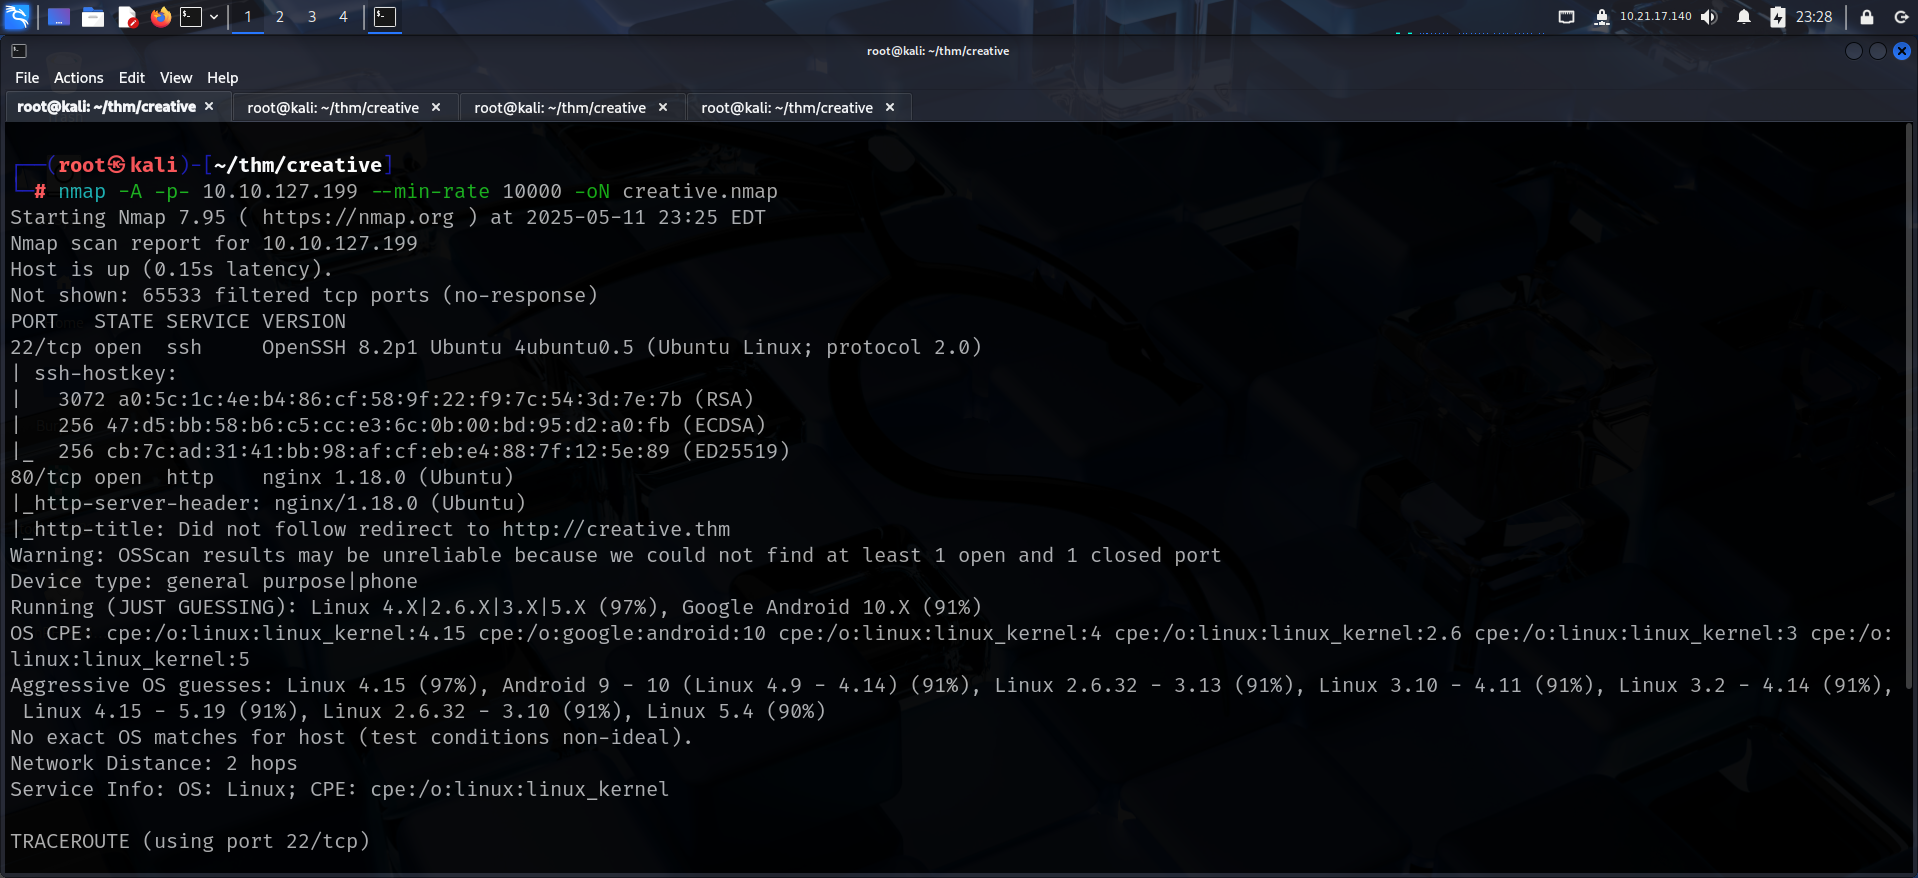 1 2 3 4 10.21.17.140 23:28
root@kali: ~/thm/creative
File Actions Edit View Help
root@kali: ~/thm/creative × root@kali: ~/thm/creative × root@kali: ~/thm/creative × root@kali: ~/thm/creative ×
┌──(root㉿kali)-[~/thm/creative]
└─# nmap -A -p- 10.10.127.199 --min-rate 10000 -oN creative.nmap
Starting Nmap 7.95 ( https://nmap.org ) at 2025-05-11 23:25 EDT
Nmap scan report for 10.10.127.199
Host is up (0.15s latency).
Not shown: 65533 filtered tcp ports (no-response)
PORT   STATE SERVICE VERSION
22/tcp open  ssh     OpenSSH 8.2p1 Ubuntu 4ubuntu0.5 (Ubuntu Linux; protocol 2.0)
| ssh-hostkey:
|   3072 a0:5c:1c:4e:b4:86:cf:58:9f:22:f9:7c:54:3d:7e:7b (RSA)
|   256 47:d5:bb:58:b6:c5:cc:e3:6c:0b:00:bd:95:d2:a0:fb (ECDSA)
|_  256 cb:7c:ad:31:41:bb:98:af:cf:eb:e4:88:7f:12:5e:89 (ED25519)
80/tcp open  http    nginx 1.18.0 (Ubuntu)
|_http-server-header: nginx/1.18.0 (Ubuntu)
|_http-title: Did not follow redirect to http://creative.thm
Warning: OSScan results may be unreliable because we could not find at least 1 open and 1 closed port
Device type: general purpose|phone
Running (JUST GUESSING): Linux 4.X|2.6.X|3.X|5.X (97%), Google Android 10.X (91%)
OS CPE: cpe:/o:linux:linux_kernel:4.15 cpe:/o:google:android:10 cpe:/o:linux:linux_kernel:4 cpe:/o:linux:linux_kernel:2.6 cpe:/o:linux:linux_kernel:3 cpe:/o:
linux:linux_kernel:5
Aggressive OS guesses: Linux 4.15 (97%), Android 9 - 10 (Linux 4.9 - 4.14) (91%), Linux 2.6.32 - 3.13 (91%), Linux 3.10 - 4.11 (91%), Linux 3.2 - 4.14 (91%),
 Linux 4.15 - 5.19 (91%), Linux 2.6.32 - 3.10 (91%), Linux 5.4 (90%)
No exact OS matches for host (test conditions non-ideal).
Network Distance: 2 hops
Service Info: OS: Linux; CPE: cpe:/o:linux:linux_kernel
TRACEROUTE (using port 22/tcp)